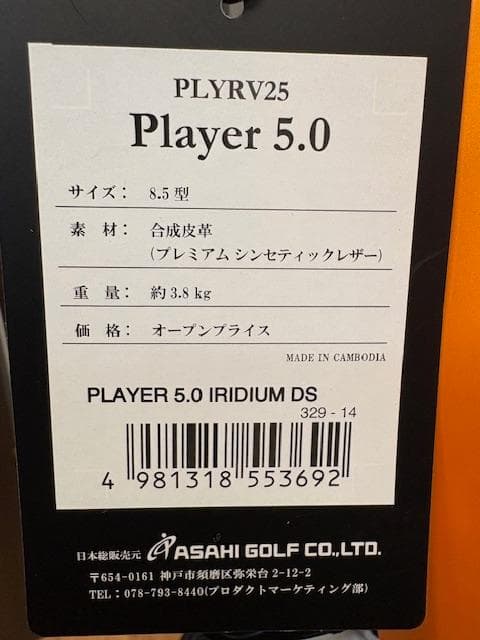 PLYRV25
Player 5.0
サイズ： 8.5型
素 材： 合成皮革
(プレミアム シンセティックレザー)
重 量： 約3.8kg
価 格： オープンプライス
MADE IN CAMBODIA
PLAYER 5.0 IRIDIUM DS
329 - 14
4 981318 553692
日本総販売元 ASAHI GOLF CO.,LTD.
〒654-0161 神戸市須磨区弥栄台2-12-2
TEL: 078-793-8440(プロダクトマーケティング部)